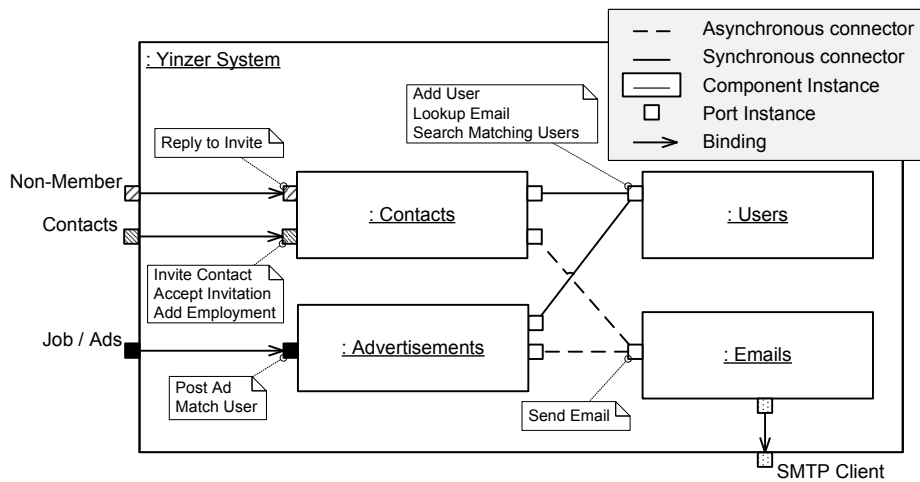 Asynchronous connector
Synchronous connector
Component Instance
Port Instance
Binding
: Yinzer System
Add User
Lookup Email
Search Matching Users
Reply to Invite
Non-Member
Contacts
: Contacts
: Users
Invite Contact
Accept Invitation
Add Employment
Job / Ads
: Advertisements
: Emails
Post Ad
Match User
Send Email
SMTP Client